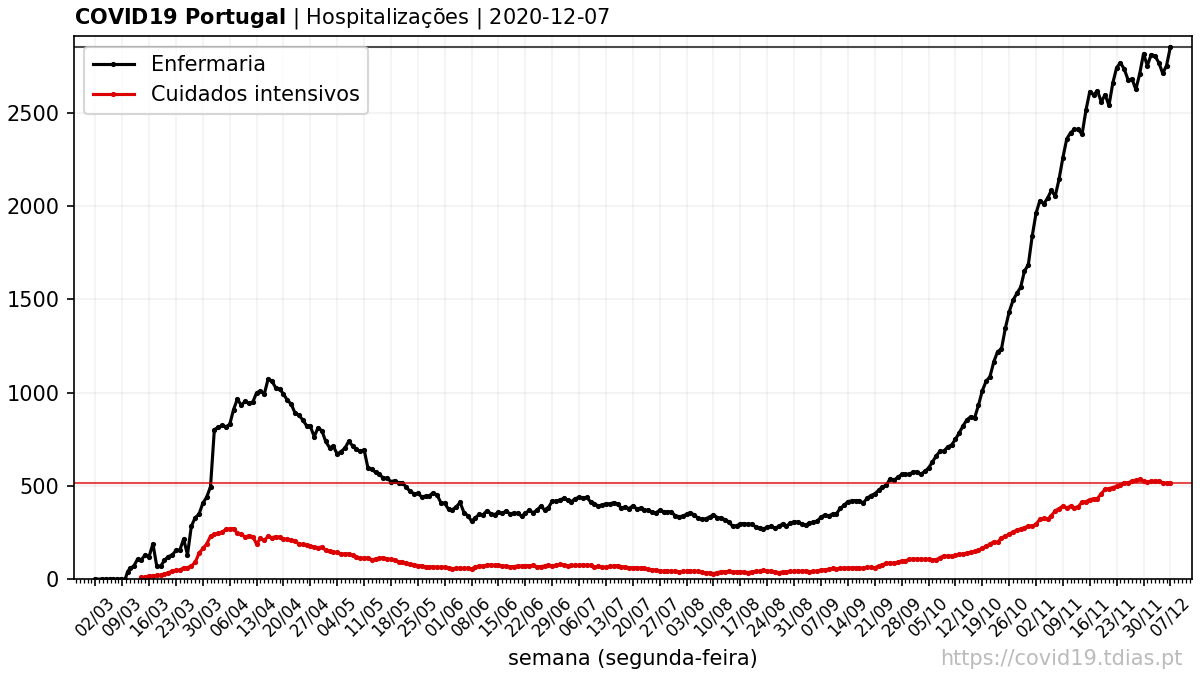 COVID19 Portugal | Hospitalizações | 2020-12-07
Enfermaria
Cuidados intensivos
2500
2000
1500
1000
500
0
02/03 09/03 16/03 23/03 30/03 06/04 13/04 20/04 27/04 04/05 11/05 18/05 25/05 01/06 08/06 15/06 22/06 29/06 06/07 13/07 20/07 27/07 03/08 10/08 17/08 24/08 31/08 07/09 14/09 21/09 28/09 05/10 12/10 19/10 26/10 02/11 09/11 16/11 23/11 30/11 07/12
semana (segunda-feira)
https://covid19.tdias.pt